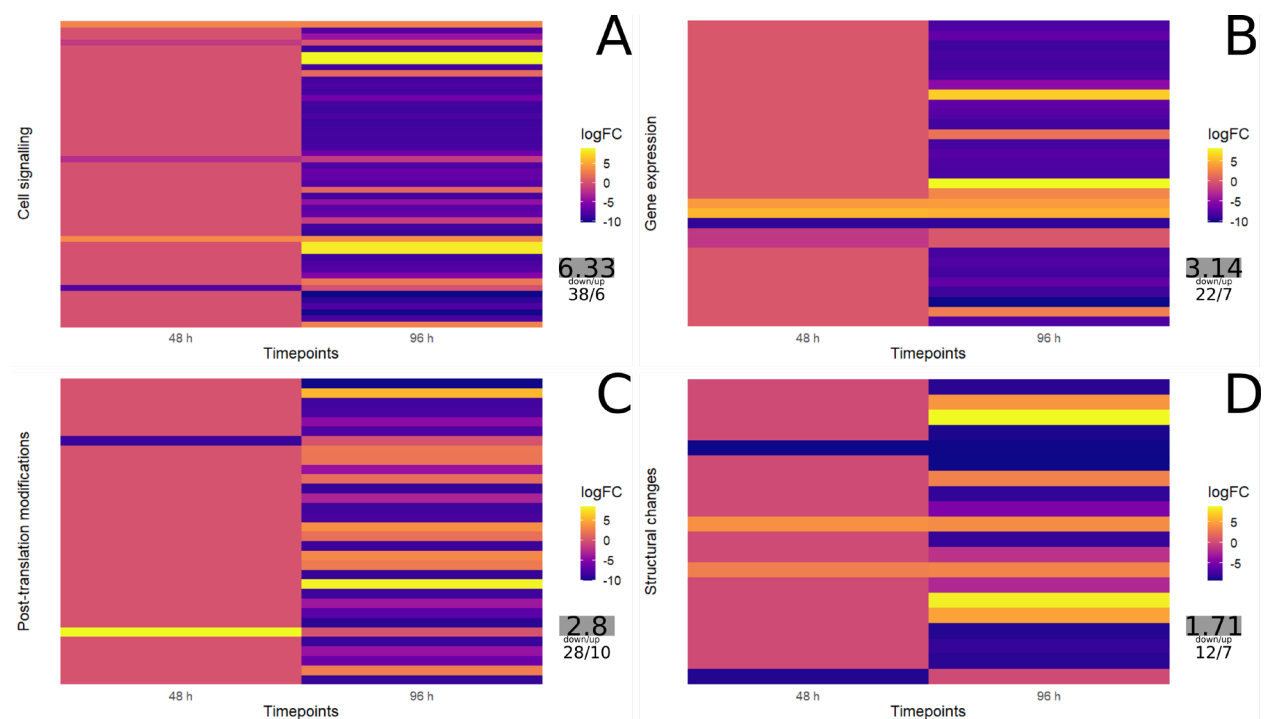 A
Cell signalling
logFC
5
0
-5
-10
6.33
down/up
38/6
48 h
96 h
Timepoints
B
Gene expression
logFC
5
0
-5
-10
3.14
down/up
22/7
48 h
96 h
Timepoints
C
Post-translation modifications
logFC
5
0
-5
-10
2.8
down/up
28/10
48 h
96 h
Timepoints
D
Structural changes
logFC
5
0
-5
1.71
down/up
12/7
48 h
96 h
Timepoints